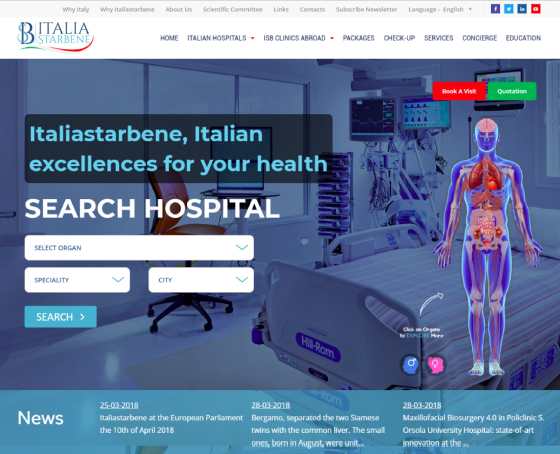 Why Italy Why Italiastarbene About Us Scientific Committee Links Contacts Subscribe Newsletter Language - English
ITALIA
STARBENE
HOME ITALIAN HOSPITALS ISB CLINICS ABROAD PACKAGES CHECK-UP SERVICES CONCIERGE EDUCATION
Book A Visit Quotation
Italiastarbene, Italian
excellences for your health
SEARCH HOSPITAL
SELECT ORGAN
SPECIALITY CITY
SEARCH
Click on Organs
to EXPLORE More
Hill-Rom
News
25-03-2018
Italiastarbene at the European Parliament
the 10th of April 2018
28-03-2018
Bergamo, separated the two Siamese
twins with the common liver. The small
ones, born in August, were unit...
28-03-2018
Maxillofacial Biosurgery 4.0 in Policlinic S.
Orsola University Hospital: state-of-art
innovation at the ...